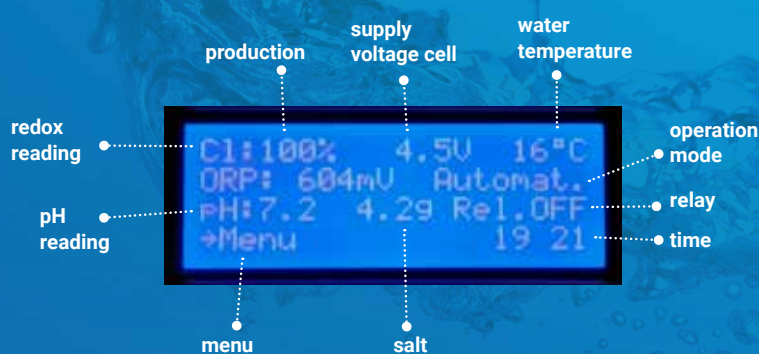 production
supply
voltage cell
water
temperature
redox
reading
operation
mode
Cl:100% 4.5V 16°C
ORP: 604mV Automat.
pH:7.2 4.2g Rel.OFF
→Menu 19 21
pH
reading
relay
time
menu
salt